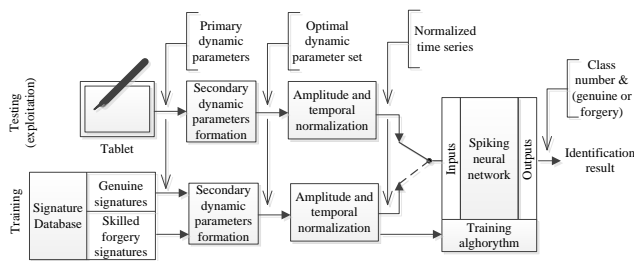 Primary
dynamic
parameters
Optimal
dynamic
parameter set
Normalized
time series
Class
number &
(genuine or
forgery)
Testing
(exploitation)
Tablet
Secondary
dynamic
parameters
formation
Amplitude and
temporal
normalization
Inputs
Spiking
neural
network
Outputs
Identification
result
Training
Signature
Database
Genuine
signatures
Skilled
forgery
signatures
Secondary
dynamic
parameters
formation
Amplitude and
temporal
normalization
Training
alghorythm